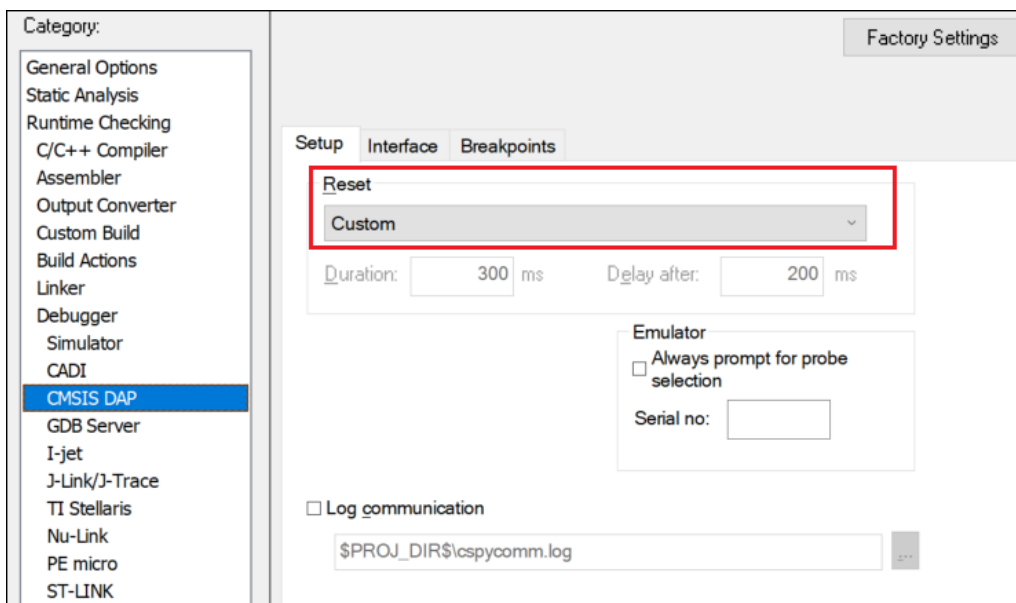 Category:
General Options
Static Analysis
Runtime Checking
C/C++ Compiler
Assembler
Output Converter
Custom Build
Build Actions
Linker
Debugger
Simulator
CADI
CMSIS DAP
GDB Server
I-jet
J-Link/J-Trace
TI Stellaris
Nu-Link
PE micro
ST-LINK
Factory Settings
Setup Interface Breakpoints
Reset
Custom
Duration: 300 ms Delay after: 200 ms
Emulator
Always prompt for probe
selection
Serial no:
Log communication
$PROJ_DIR$\cspycomm.log
...